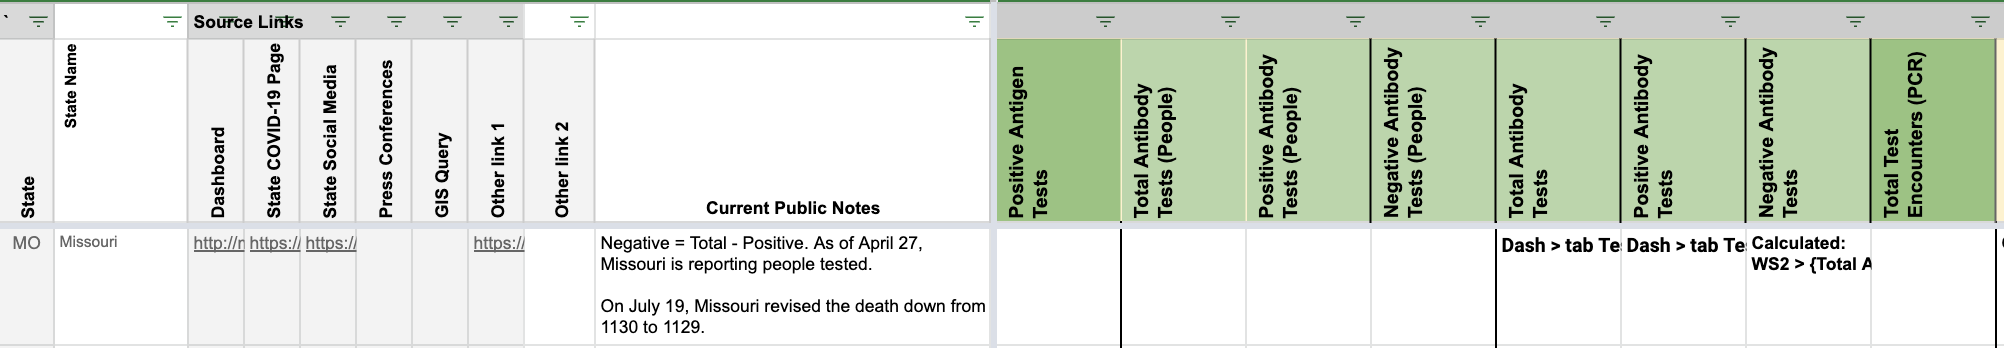 `
Source Links
State
State Name
Dashboard
State COVID-19 Page
State Social Media
Press Conferences
GIS Query
Other link 1
Other link 2
Current Public Notes
Positive Antigen
Tests
Total Antibody
Tests (People)
Positive Antibody
Tests (People)
Negative Antibody
Tests (People)
Total Antibody
Tests
Positive Antibody
Tests
Negative Antibody
Tests
Total Test
Encounters (PCR)
MO
Missouri
http://
https://
https://
https://
Negative = Total - Positive. As of April 27,
Missouri is reporting people tested.
On July 19, Missouri revised the death down from
1130 to 1129.
Dash > tab Te
Dash > tab Te
Calculated:
WS2 > {Total A